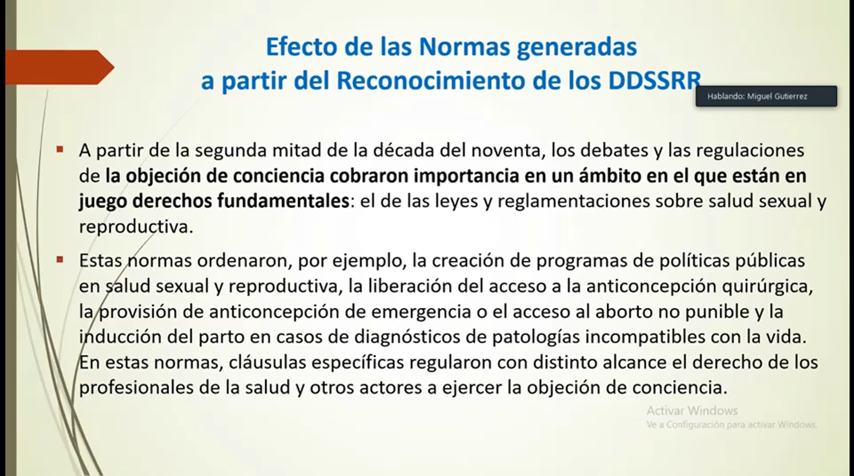 Efecto de las Normas generadas
a partir del Reconocimiento de los DDSSRR
Hablando: Miguel Gutierrez
A partir de la segunda mitad de la década del noventa, los debates y las regulaciones
de la objeción de conciencia cobraron importancia en un ámbito en el que están en
juego derechos fundamentales: el de las leyes y reglamentaciones sobre salud sexual y
reproductiva.
Estas normas ordenaron, por ejemplo, la creación de programas de políticas públicas
en salud sexual y reproductiva, la liberación del acceso a la anticoncepción quirúrgica,
la provisión de anticoncepción de emergencia o el acceso al aborto no punible y la
inducción del parto en casos de diagnósticos de patologías incompatibles con la vida.
En estas normas, cláusulas específicas regularon con distinto alcance el derecho de los
profesionales de la salud y otros actores a ejercer la objeción de conciencia.
Activar Windows
Ve a Configuración para activar Windows.